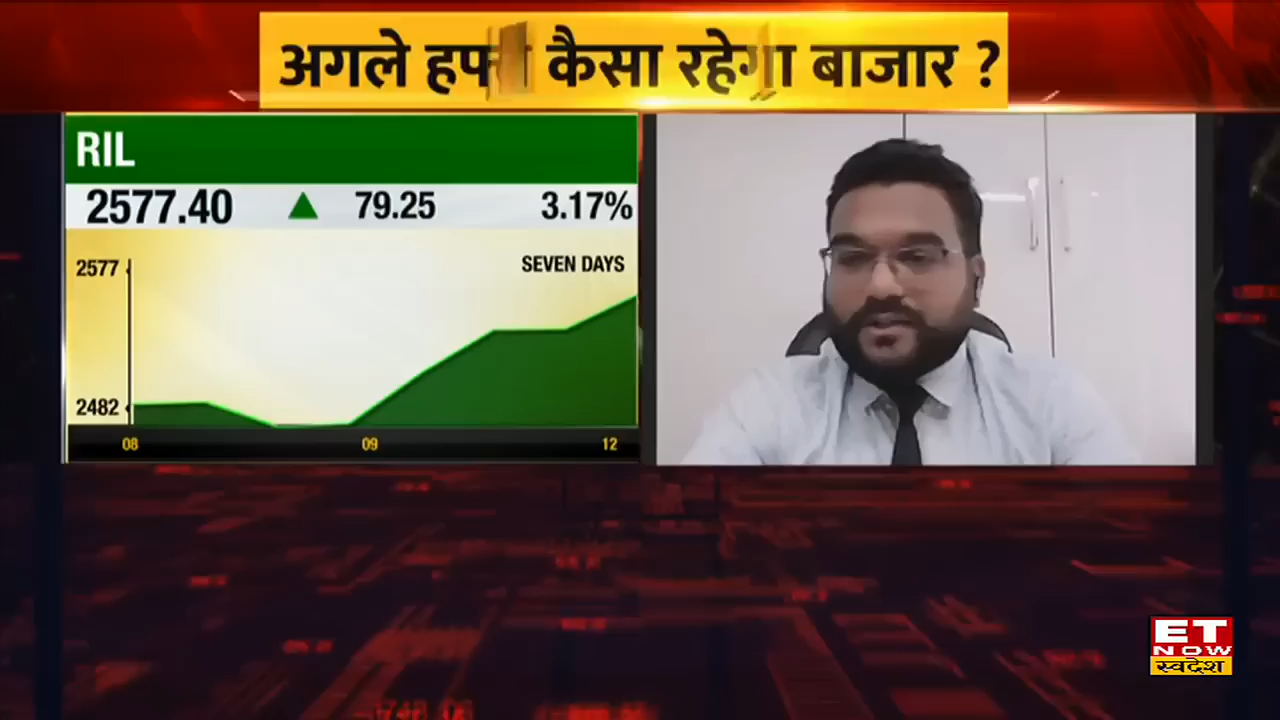 अगले हफ्ता कैसा रहेगा बाजार ?
RIL
2577.40 ▲ 79.25 3.17%
SEVEN DAYS
2577
2482
08 09 12
ET
NOW
स्वदेश